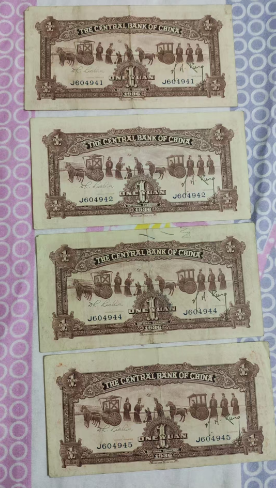 THE CENTRAL BANK OF CHINA
J604941 J604941
ONE YUAN
1936
THE CENTRAL BANK OF CHINA
J604942 J604942
ONE YUAN
1936
THE CENTRAL BANK OF CHINA
J604944 J604944
1
ONE YUAN
1936
THE CENTRAL BANK OF CHINA
J604945 J604945
1
ONE YUAN
1936